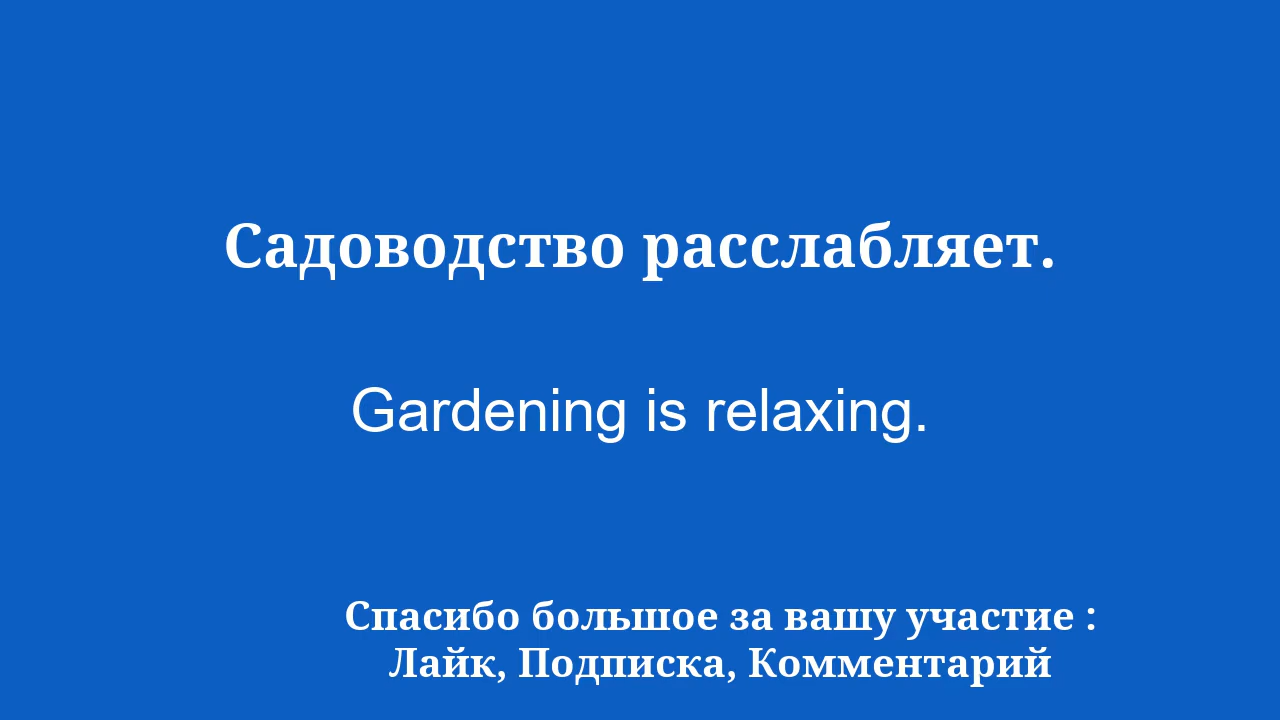 Садоводство расслабляет.
Gardening is relaxing.
Спасибо большое за вашу участие :
Лайк, Подписка, Комментарий